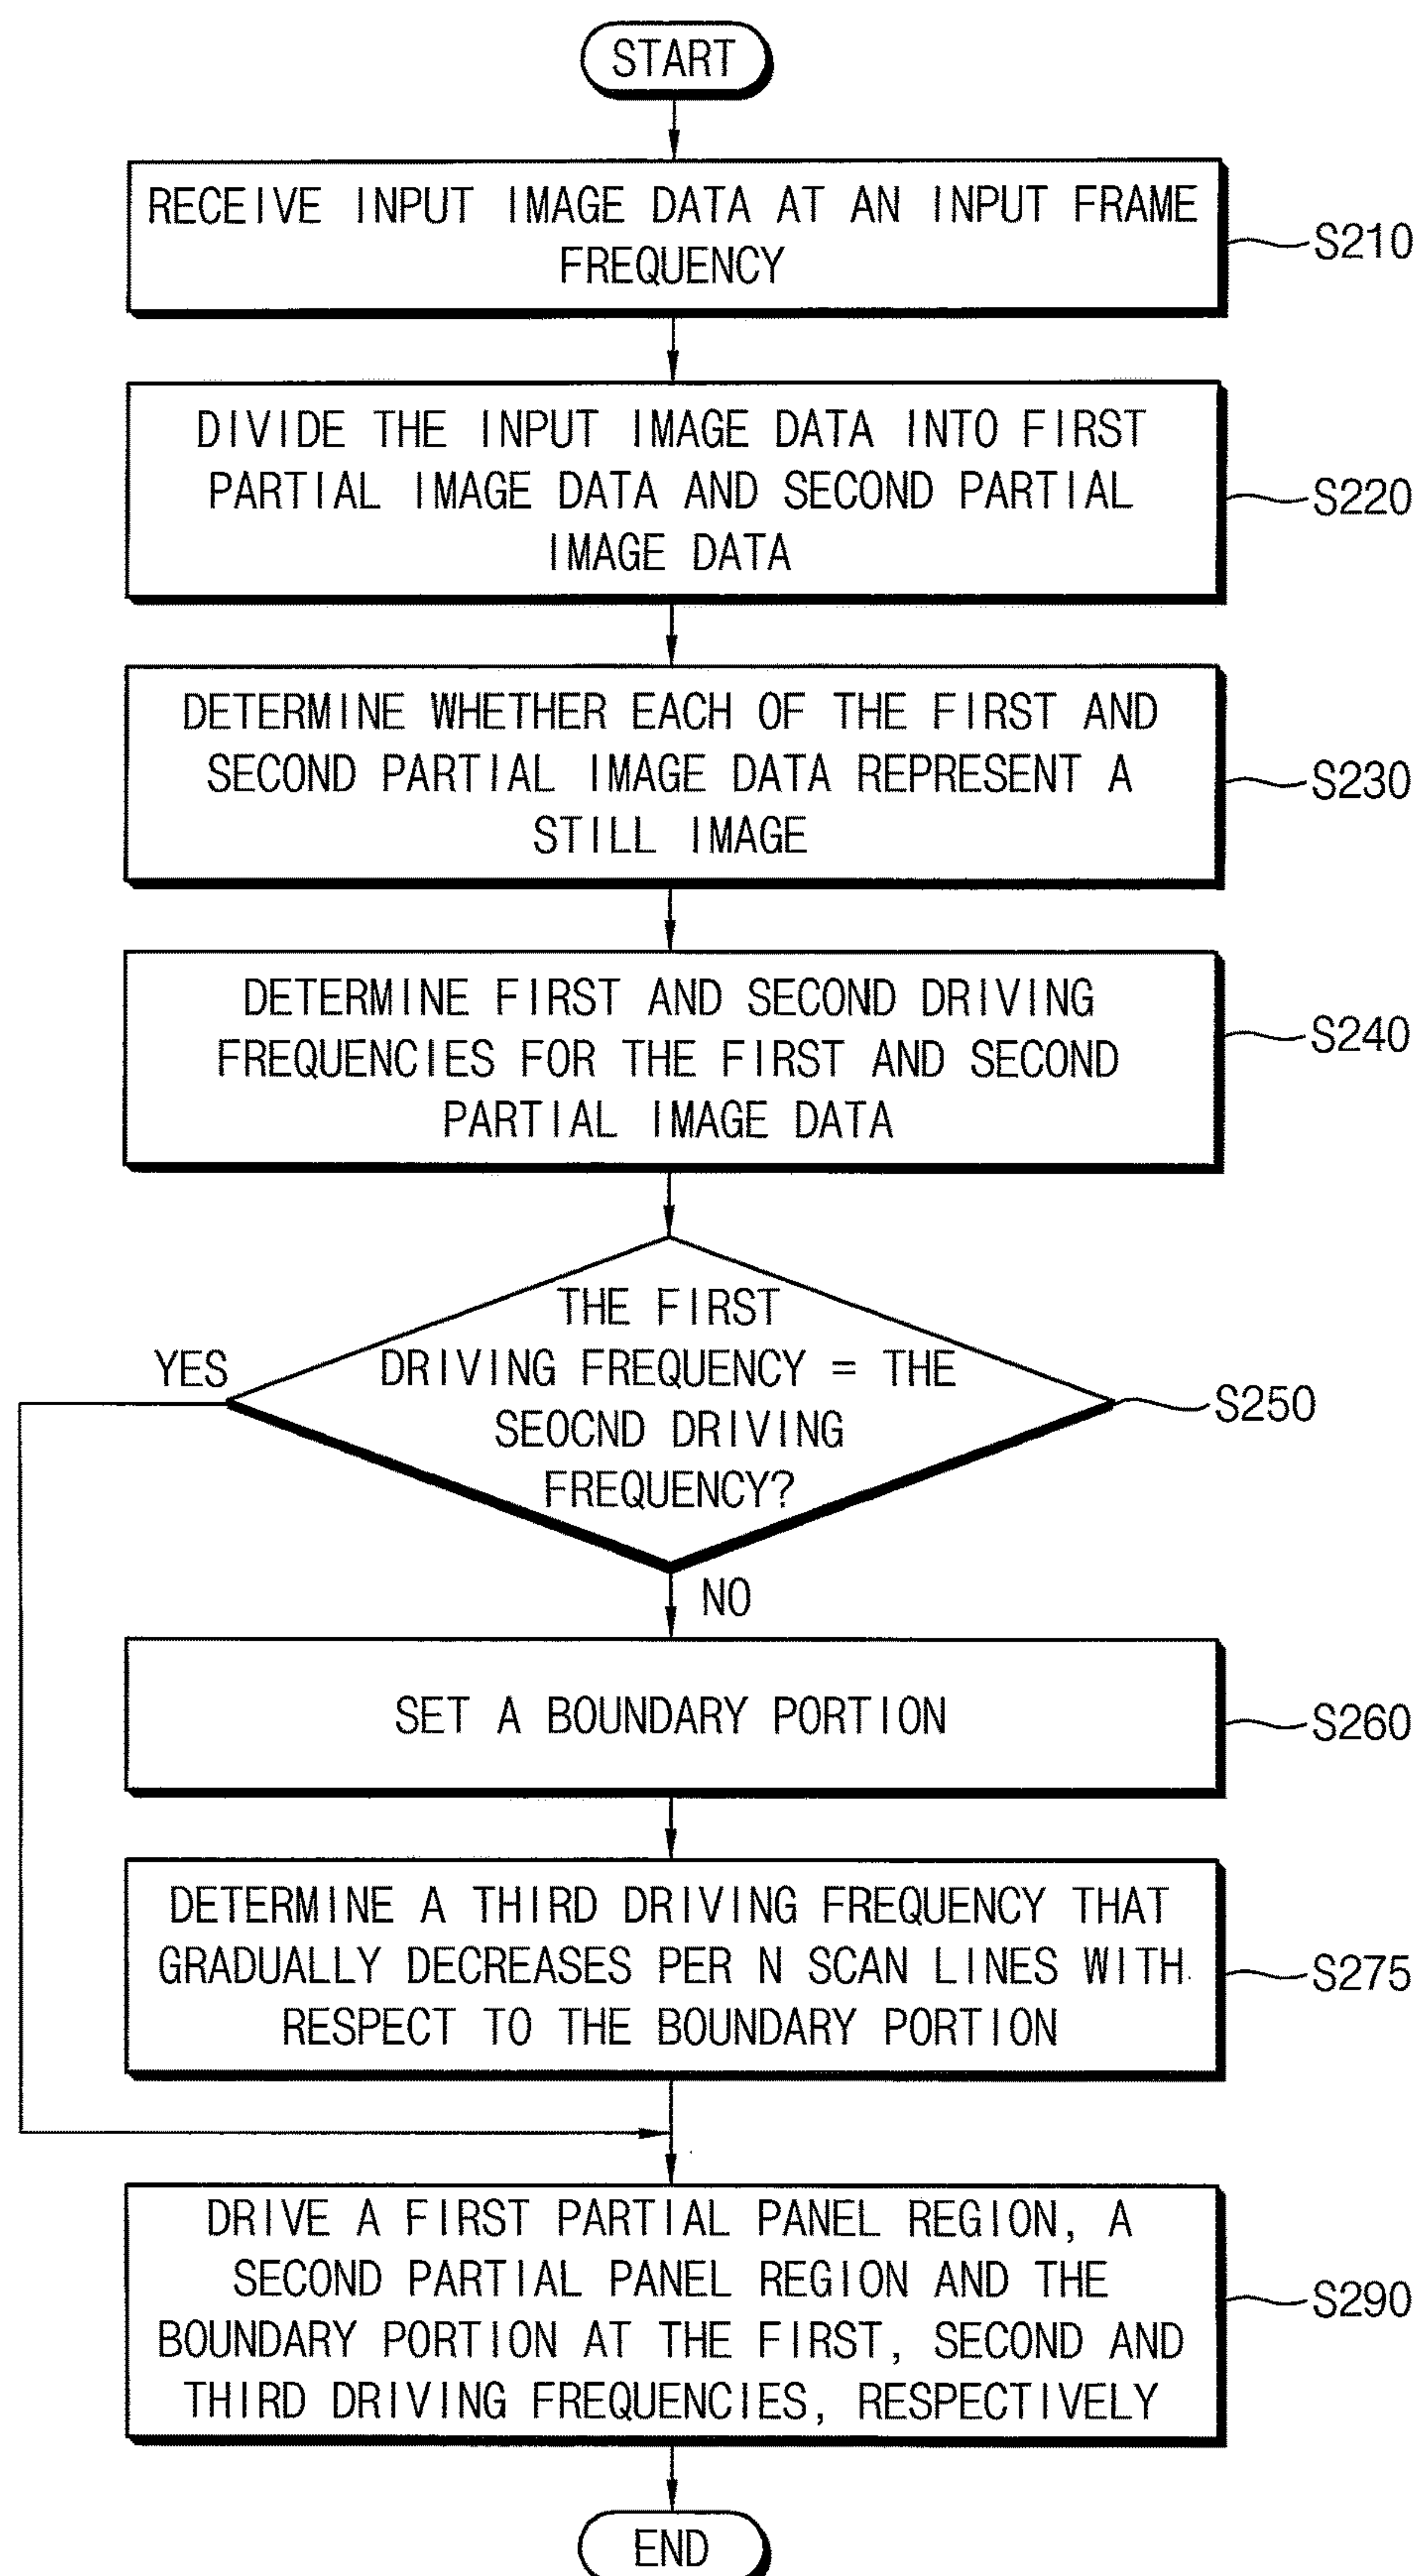 START
RECEIVE INPUT IMAGE DATA AT AN INPUT FRAME
FREQUENCY
S210
DIVIDE THE INPUT IMAGE DATA INTO FIRST
PARTIAL IMAGE DATA AND SECOND PARTIAL
IMAGE DATA
S220
DETERMINE WHETHER EACH OF THE FIRST AND
SECOND PARTIAL IMAGE DATA REPRESENT A
STILL IMAGE
S230
DETERMINE FIRST AND SECOND DRIVING
FREQUENCIES FOR THE FIRST AND SECOND
PARTIAL IMAGE DATA
S240
THE FIRST
DRIVING FREQUENCY = THE
SEOCND DRIVING
FREQUENCY?
YES
S250
NO
SET A BOUNDARY PORTION
S260
DETERMINE A THIRD DRIVING FREQUENCY THAT
GRADUALLY DECREASES PER N SCAN LINES WITH
RESPECT TO THE BOUNDARY PORTION
S275
DRIVE A FIRST PARTIAL PANEL REGION, A
SECOND PARTIAL PANEL REGION AND THE
BOUNDARY PORTION AT THE FIRST, SECOND AND
THIRD DRIVING FREQUENCIES, RESPECTIVELY
S290
END